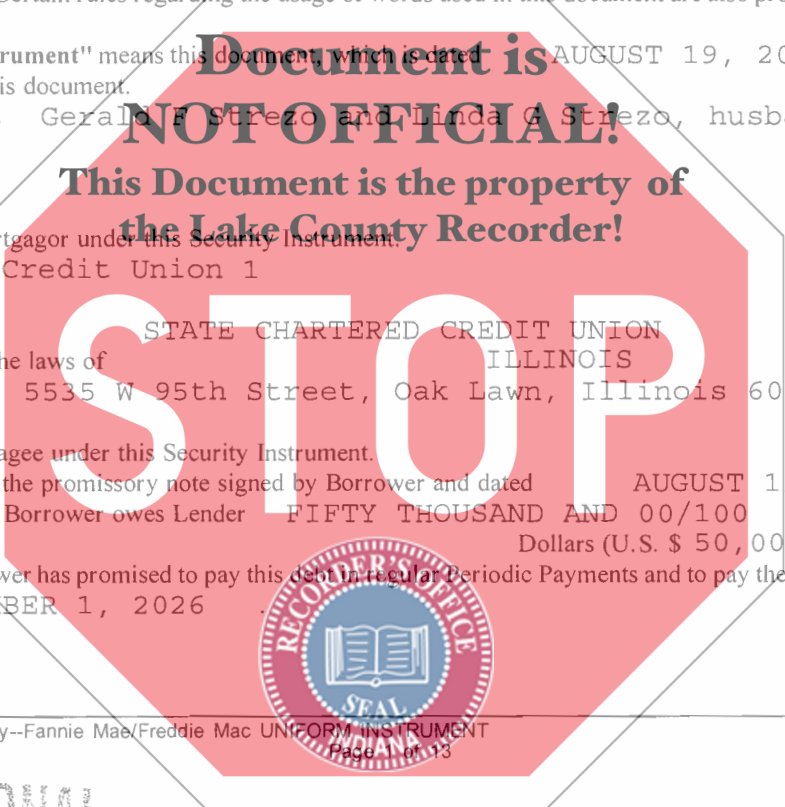 Certain rules regarding the usage of words used in this document are also pro
rument" means this document, which is dated AUGUST 19, 20
Document is
is document.
Gerald F Strezo and Linda G Strezo, husba
NOT OFFICIAL!
This Document is the property of
the Lake County Recorder!
rtgagor under this Security Instrument.
Credit Union 1
STOP
STATE CHARTERED CREDIT UNION
he laws of ILLINOIS
5535 W 95th Street, Oak Lawn, Illinois 60
agee under this Security Instrument.
the promissory note signed by Borrower and dated AUGUST 1
Borrower owes Lender FIFTY THOUSAND AND 00/100
Dollars (U.S. $ 50,00
wer has promised to pay this debt in regular Periodic Payments and to pay the
BER 1, 2026 .
RECORDER'S OFFICE
SEAL
INDIANA
y--Fannie Mae/Freddie Mac UNIFORM INSTRUMENT
Page 1 of 13